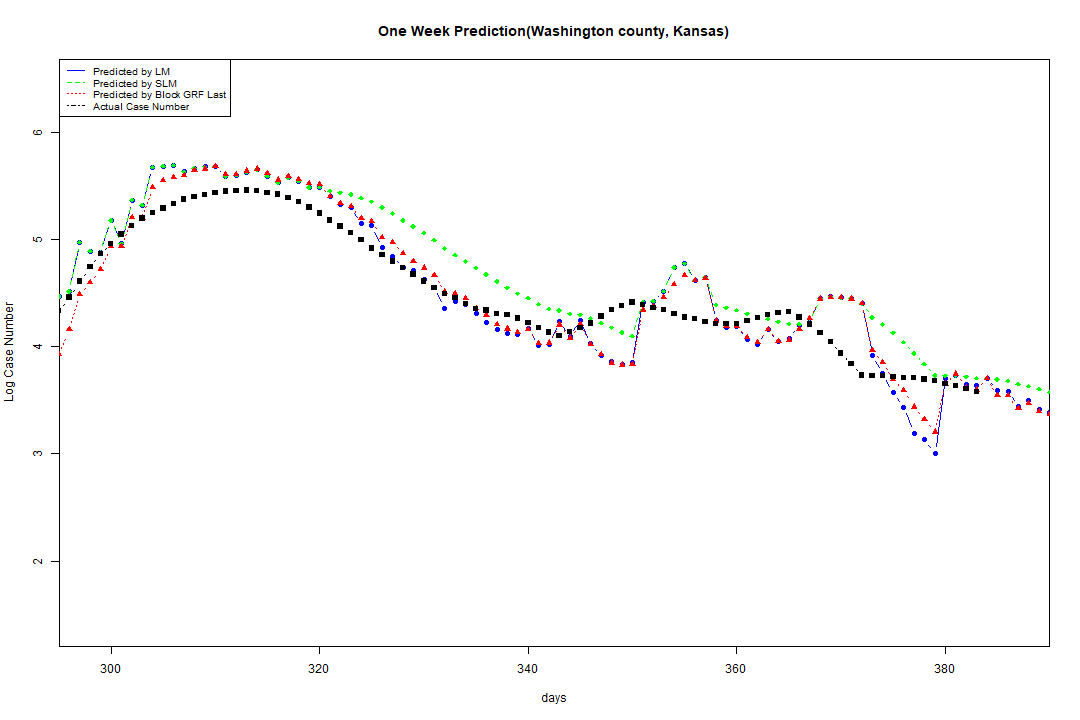 One Week Prediction(Washington county, Kansas)
Predicted by LM
Predicted by SLM
Predicted by Block GRF Last
Actual Case Number
Log Case Number
6
5
4
3
2
300 320 340 360 380
days